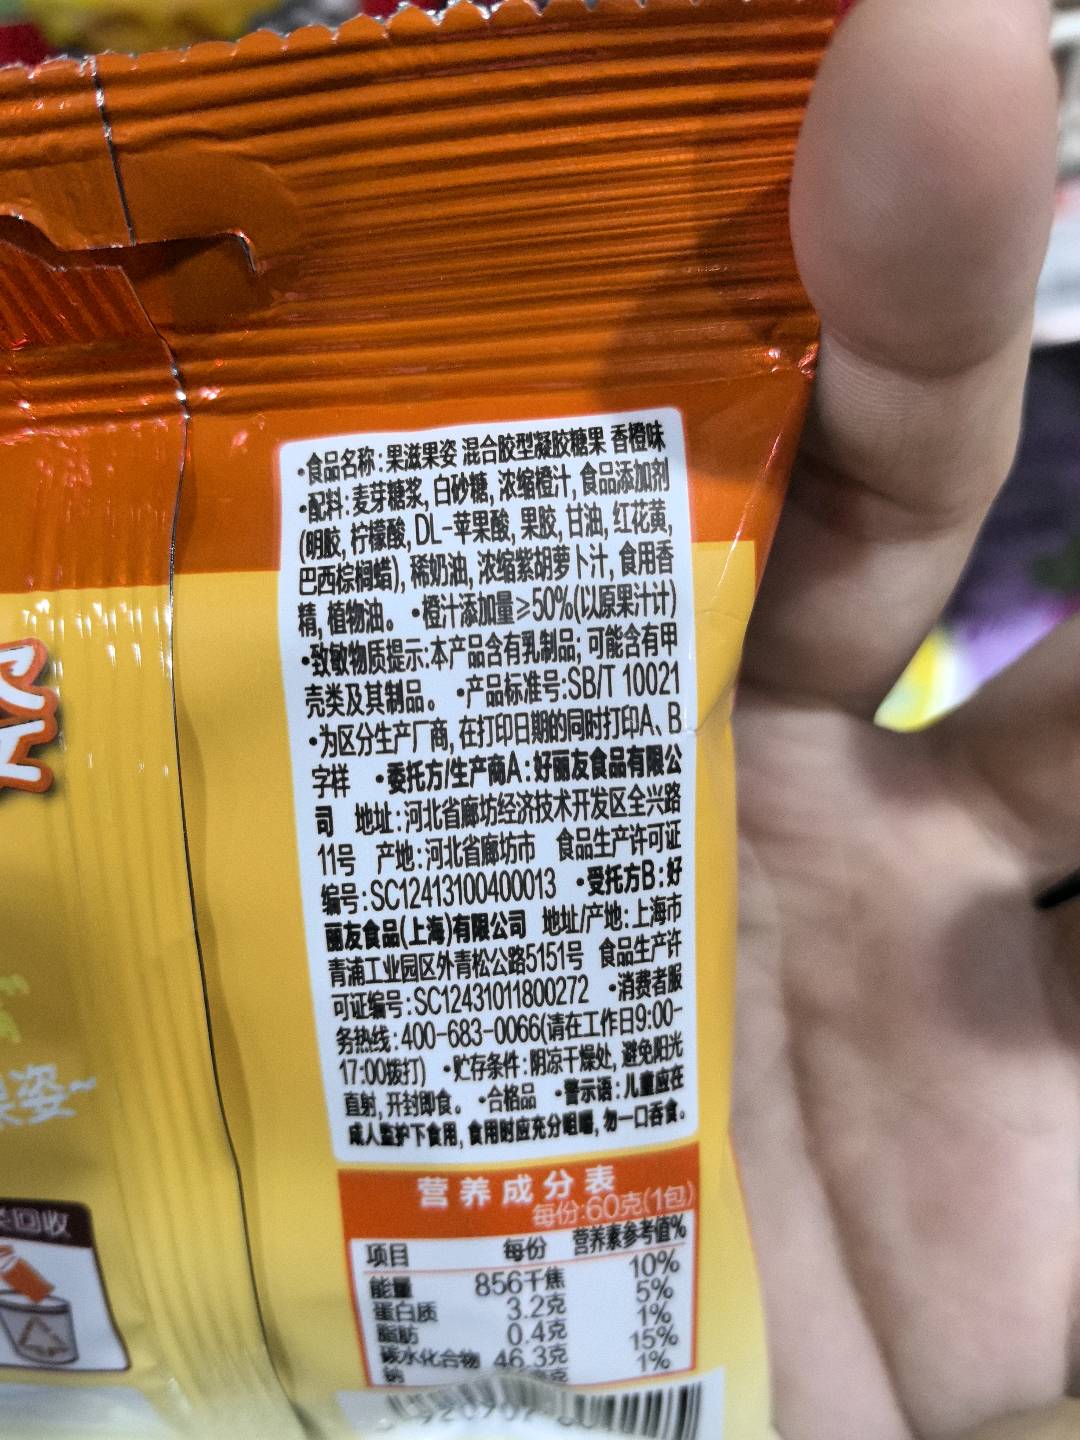 ·食品名称:果滋果姿 混合胶型凝胶糖果 香橙味
·配料:麦芽糖浆, 白砂糖, 浓缩橙汁, 食品添加剂
(明胶, 柠檬酸, DL-苹果酸, 果胶, 甘油, 红花黄,
巴西棕榈蜡), 稀奶油, 浓缩紫胡萝卜汁, 食用香
精, 植物油。 ·橙汁添加量≥50%(以原果汁计)
·致敏物质提示:本产品含有乳制品; 可能含有甲
壳类及其制品。 ·产品标准号:SB/T 10021
·为区分生产厂商, 在打印日期的同时打印A、B
字样 ·委托方/生产商A:好丽友食品有限公
司 地址:河北省廊坊经济技术开发区全兴路
11号 产地:河北省廊坊市 食品生产许可证
编号:SC12413100400013 ·受托方B:好
丽友食品(上海)有限公司 地址/产地:上海市
青浦工业园区外青松公路5151号 食品生产许
可证编号:SC12431011800272 ·消费者服
务热线:400-683-0066(请在工作日9:00-
17:00拨打) ·贮存条件:阴凉干燥处, 避免阳光
直射, 开封即食。 ·合格品 ·警示语:儿童应在
成人监护下食用, 食用时应充分咀嚼, 勿一口吞食。
营养成分表
每份:60克(1包)
项目 每份 营养素参考值%
能量 856千焦 10%
蛋白质 3.2克 5%
脂肪 0.4克 1%
碳水化合物 46.3克 15%
钠 克 1%
姿~
回收